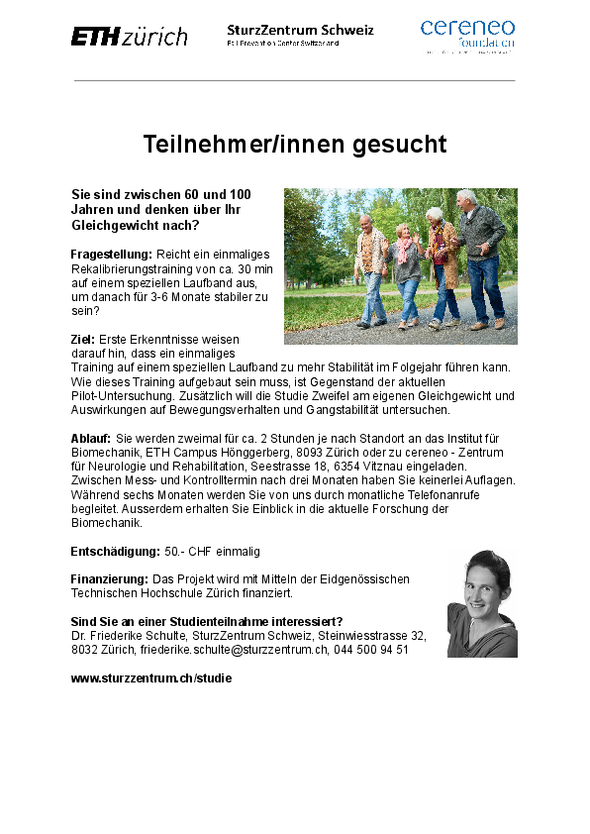 ETH zürich
SturzZentrum Schweiz
Fall Prevention Center Switzerland
cereneo
foundation
Teilnehmer/innen gesucht
Sie sind zwischen 60 und 100
Jahren und denken über Ihr
Gleichgewicht nach?
Fragestellung: Reicht ein einmaliges
Rekalibrierungstraining von ca. 30 min
auf einem speziellen Laufband aus,
um danach für 3-6 Monate stabiler zu
sein?
Ziel: Erste Erkenntnisse weisen
darauf hin, dass ein einmaliges
Training auf einem speziellen Laufband zu mehr Stabilität im Folgejahr führen kann.
Wie dieses Training aufgebaut sein muss, ist Gegenstand der aktuellen
Pilot-Untersuchung. Zusätzlich will die Studie Zweifel am eigenen Gleichgewicht und
Auswirkungen auf Bewegungsverhalten und Gangstabilität untersuchen.
Ablauf: Sie werden zweimal für ca. 2 Stunden je nach Standort an das Institut für
Biomechanik, ETH Campus Hönggerberg, 8093 Zürich oder zu cereneo - Zentrum
für Neurologie und Rehabilitation, Seestrasse 18, 6354 Vitznau eingeladen.
Zwischen Mess- und Kontrolltermin nach drei Monaten haben Sie keinerlei Auflagen.
Während sechs Monaten werden Sie von uns durch monatliche Telefonanrufe
begleitet. Ausserdem erhalten Sie Einblick in die aktuelle Forschung der
Biomechanik.
Entschädigung: 50.- CHF einmalig
Finanzierung: Das Projekt wird mit Mitteln der Eidgenössischen
Technischen Hochschule Zürich finanziert.
Sind Sie an einer Studienteilnahme interessiert?
Dr. Friederike Schulte, SturzZentrum Schweiz, Steinwiesstrasse 32,
8032 Zürich, friederike.schulte@sturzzentrum.ch, 044 500 94 51
www.sturzzentrum.ch/studie